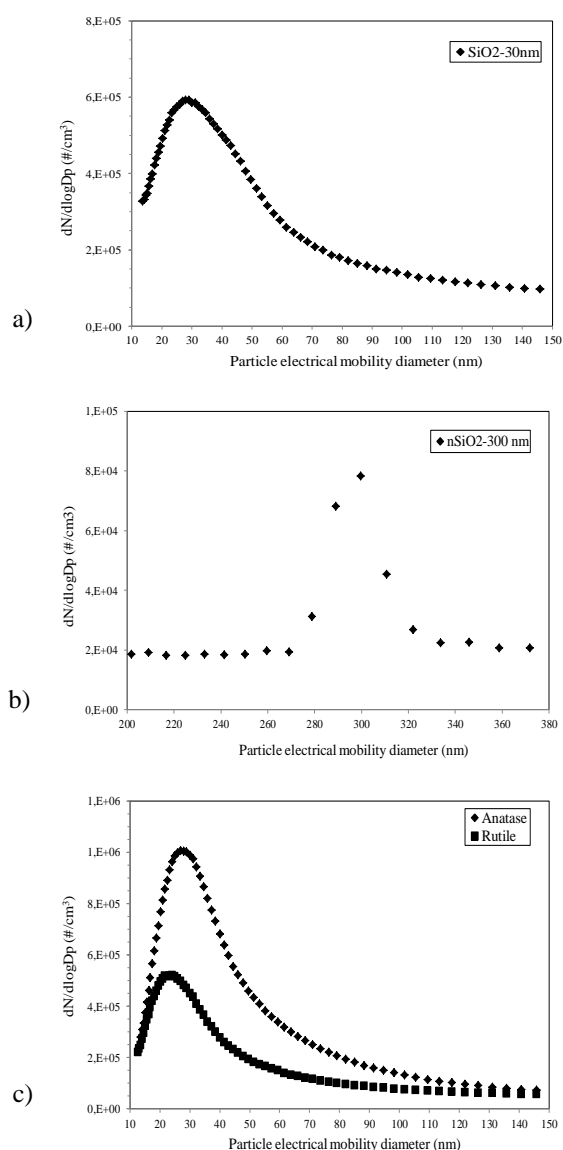 8,E+05
6,E+05
4,E+05
2,E+05
0,E+00
dN/dlogDp (#/cm³)
SiO2-30nm
10 20 30 40 50 60 70 80 90 100 110 120 130 140 150
Particle electrical mobility diameter (nm)
a)
1,E+05
8,E+04
6,E+04
4,E+04
2,E+04
0,E+00
dN/dlogDp (#/cm3)
nSiO2-300 nm
200 220 240 260 280 300 320 340 360 380
Particle electrical mobility diameter (nm)
b)
1,E+06
1,E+06
8,E+05
6,E+05
4,E+05
2,E+05
0,E+00
dN/dlogDp (#/cm³)
Anatase
Rutile
10 20 30 40 50 60 70 80 90 100 110 120 130 140 150
Particle electrical mobility diameter (nm)
c)